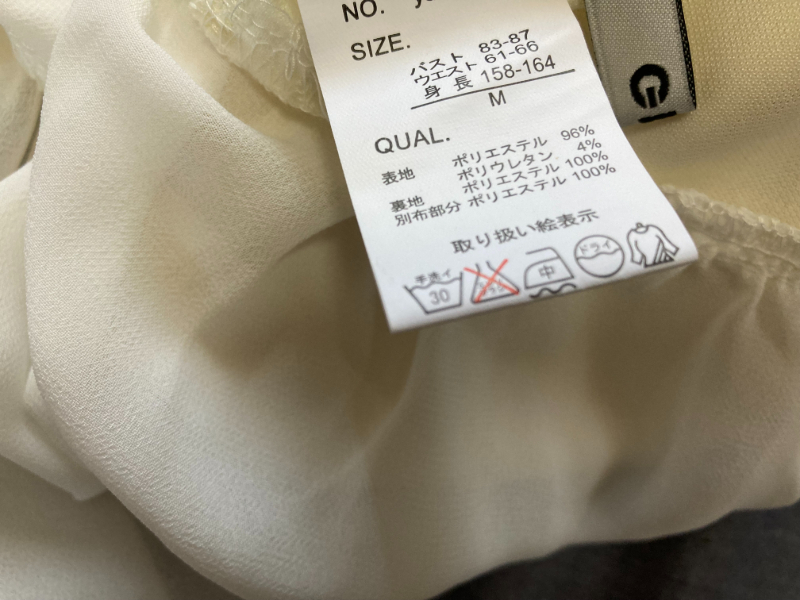 NO.
SIZE.
バスト 83-87
ウエスト 61-66
身長 158-164
M
QUAL.
表地 ポリエステル 96%
ポリウレタン 4%
裏地 ポリエステル 100%
別布部分 ポリエステル 100%
取り扱い絵表示
手洗イ
30
中
ドライ